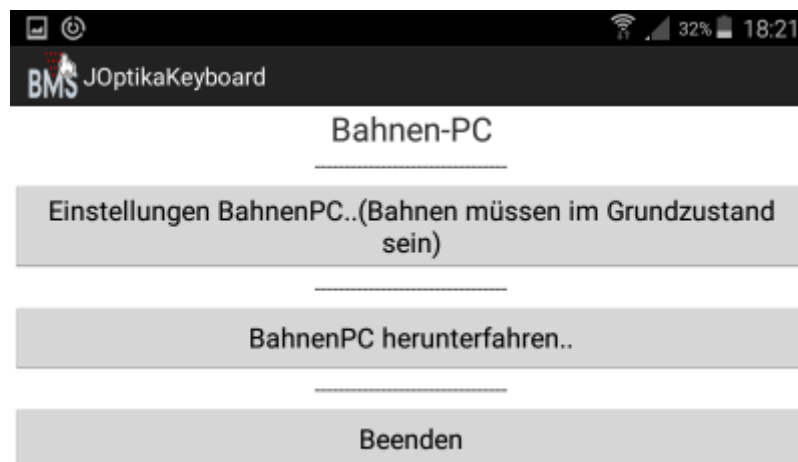 32% 18:21
BMS JOptikaKeyboard
Bahnen-PC
Einstellungen BahnenPC..(Bahnen müssen im Grundzustand
sein)
BahnenPC herunterfahren..
Beenden